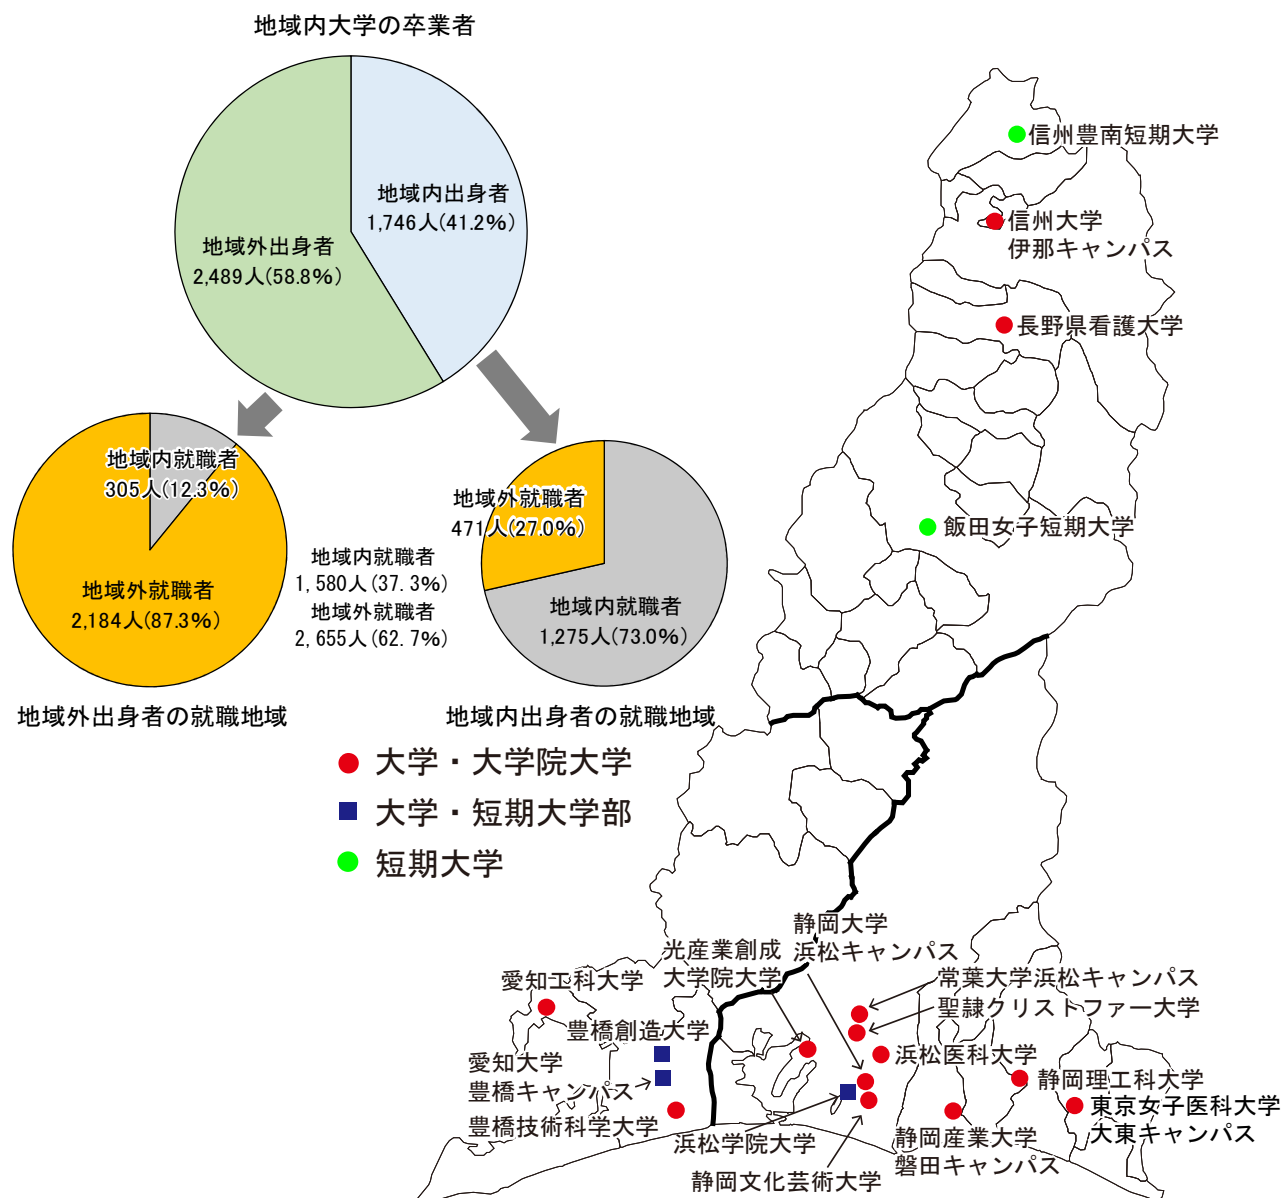 地域内大学の卒業者
地域内出身者
1,746人(41.2%)
地域外出身者
2,489人(58.8%)
地域内就職者
305人(12.3%)
地域外就職者
2,184人(87.3%)
地域外出身者の就職地域
地域内就職者
1,580人(37.3%)
地域外就職者
2,655人(62.7%)
地域外就職者
471人(27.0%)
地域内就職者
1,275人(73.0%)
地域内出身者の就職地域
大学・大学院大学
大学・短期大学部
短期大学
信州豊南短期大学
信州大学
伊那キャンパス
長野県看護大学
飯田女子短期大学
静岡大学
浜松キャンパス
光産業創成
大学院大学
常葉大学浜松キャンパス
聖隷クリストファー大学
愛知工科大学
豊橋創造大学
浜松医科大学
愛知大学
豊橋キャンパス
静岡理工科大学
東京女子医科大学
大東キャンパス
豊橋技術科学大学
浜松学院大学
静岡産業大学
磐田キャンパス
静岡文化芸術大学